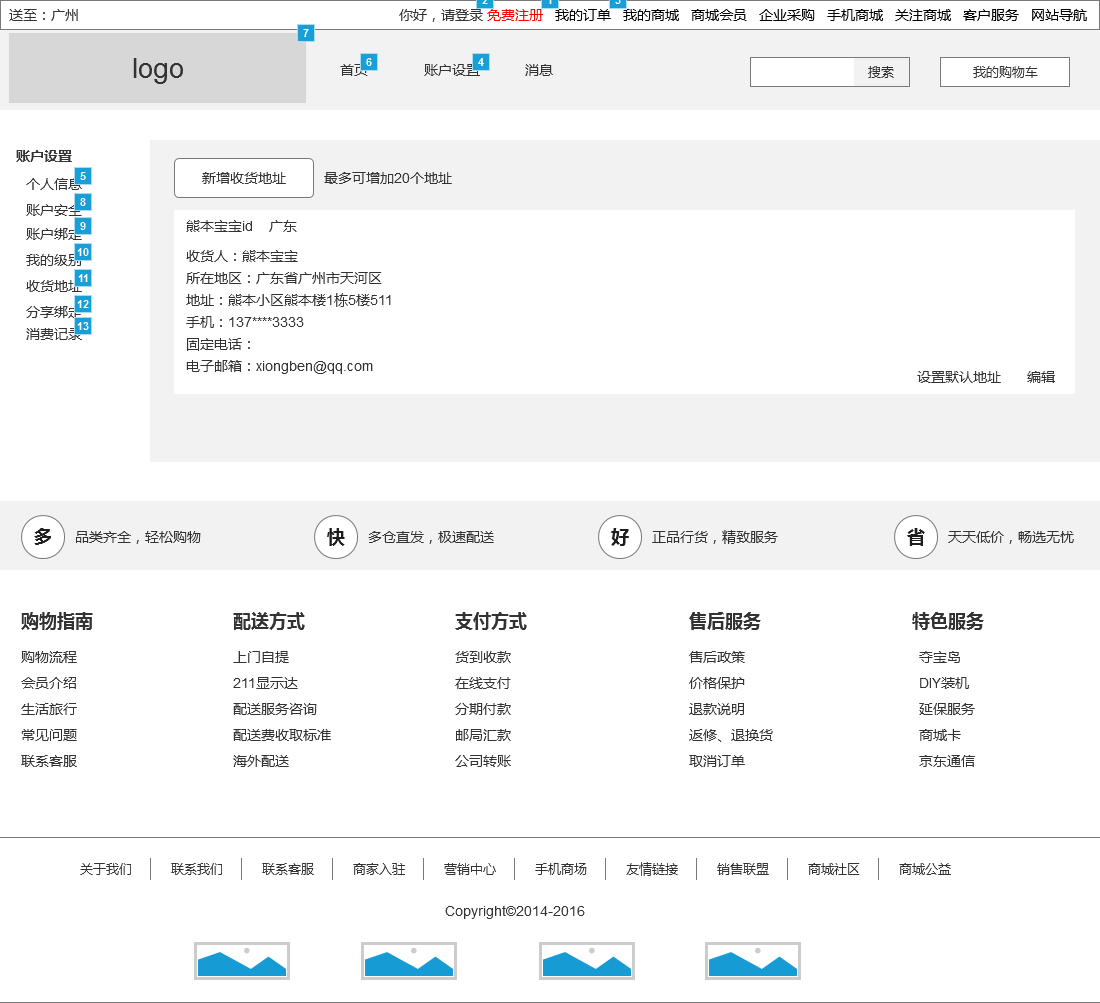 送至：广州 你好，请登录 免费注册 我的订单 我的商城 商城会员 企业采购 手机商城 关注商城 客户服务 网站导航
2 1 3
7
logo 首页 6 账户设置 4 消息 搜索 我的购物车
账户设置
个人信息 5
账户安全 8
账户绑定 9
我的级别 10
收货地址 11
分享绑定 12
消费记录 13
新增收货地址 最多可增加20个地址
熊本宝宝id 广东
收货人：熊本宝宝
所在地区：广东省广州市天河区
地址：熊本小区熊本楼1栋5楼511
手机：137****3333
固定电话：
电子邮箱：xiongben@qq.com
设置默认地址 编辑
多 品类齐全，轻松购物 快 多仓直发，极速配送 好 正品行货，精致服务 省 天天低价，畅选无忧
购物指南 配送方式 支付方式 售后服务 特色服务
购物流程 上门自提 货到收款 售后政策 夺宝岛
会员介绍 211显示达 在线支付 价格保护 DIY装机
生活旅行 配送服务咨询 分期付款 退款说明 延保服务
常见问题 配送费收取标准 邮局汇款 返修、退换货 商城卡
联系客服 海外配送 公司转账 取消订单 京东通信
关于我们 联系我们 联系客服 商家入驻 营销中心 手机商场 友情链接 销售联盟 商城社区 商城公益
Copyright©2014-2016